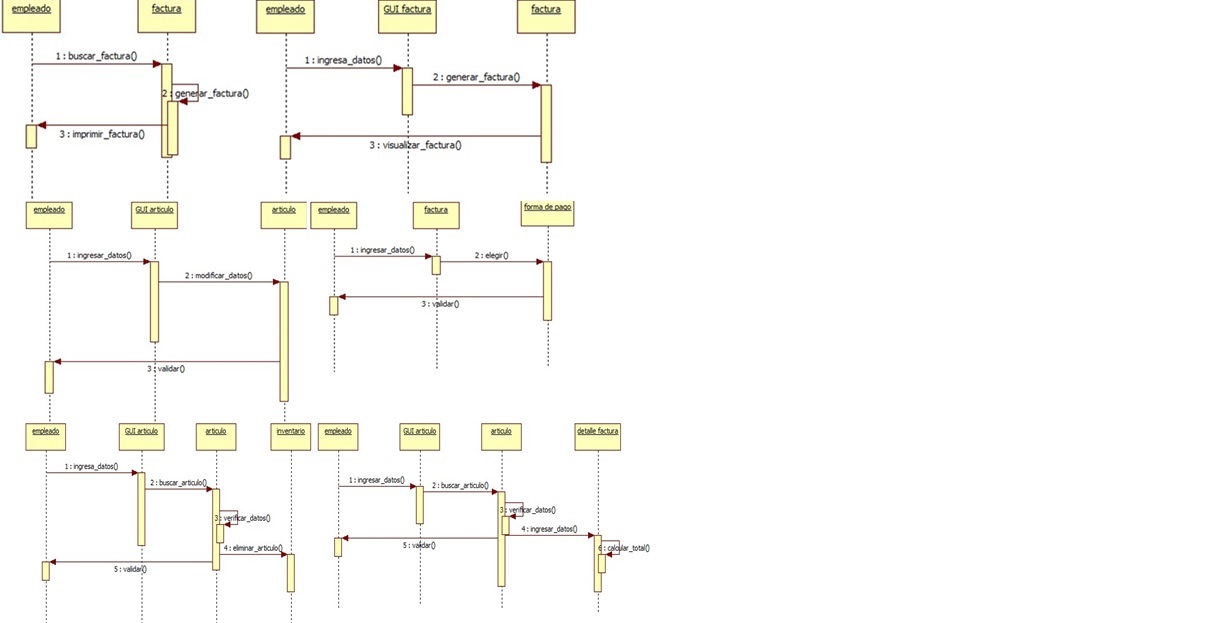 empleado
factura
1 : buscar_factura()
2 : generar_factura()
3 : imprimir_factura()
empleado
GUI factura
factura
1 : ingresa_datos()
2 : generar_factura()
3 : visualizar_factura()
empleado
GUI articulo
articulo
1 : ingresar_datos()
2 : modificar_datos()
3 : validar()
empleado
factura
forma de pago
1 : ingresar_datos()
2 : elegir()
3 : validar()
empleado
GUI articulo
articulo
inventario
1 : ingresa_datos()
2 : buscar_articulo()
3 : verificar_datos()
4 : eliminar_articulo()
5 : validar()
empleado
GUI articulo
articulo
detalle factura
1 : ingresar_datos()
2 : buscar_articulo()
3 : verificar_datos()
4 : ingresar_datos()
5 : validar()
6 : calcular_total()